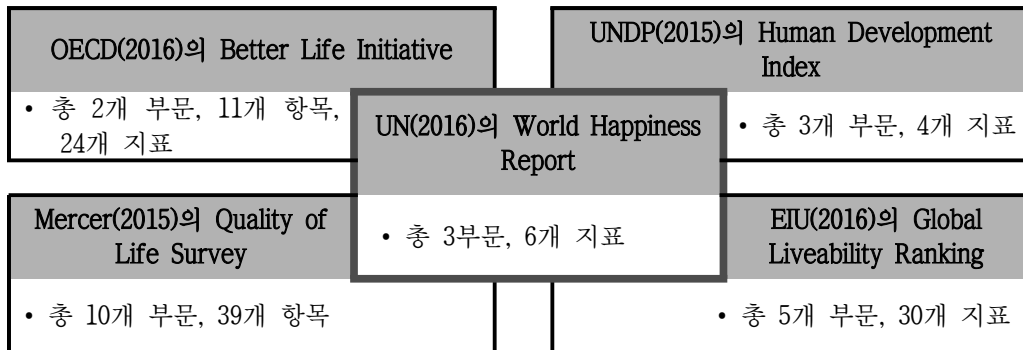 OECD(2016)의 Better Life Initiative
• 총 2개 부문, 11개 항목,
24개 지표
UNDP(2015)의 Human Development
Index
• 총 3개 부문, 4개 지표
UN(2016)의 World Happiness
Report
• 총 3부문, 6개 지표
Mercer(2015)의 Quality of
Life Survey
• 총 10개 부문, 39개 항목
EIU(2016)의 Global
Liveability Ranking
• 총 5개 부문, 30개 지표